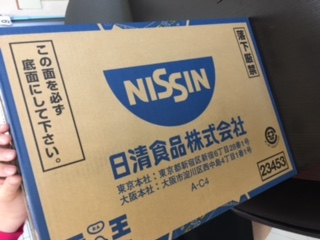 この面を必ず
底面にして下さい。
落下厳禁
NISSIN
日清食品株式会社
東京本社：東京都新宿区新宿6丁目28番1号
大阪本社：大阪市淀川区西中島4丁目1番1号
A-C4
23453
王